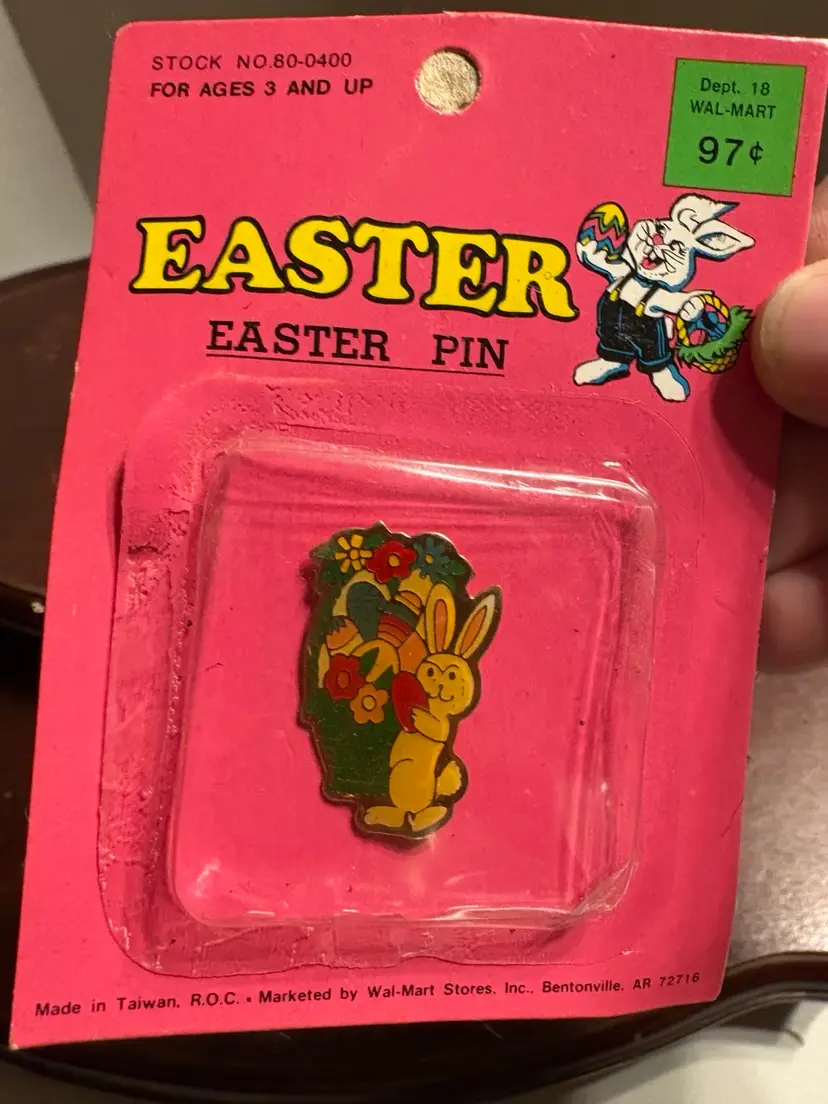 STOCK NO.80-0400
FOR AGES 3 AND UP
Dept. 18
WAL-MART
97¢
EASTER
EASTER PIN
Made in Taiwan. R.O.C. • Marketed by Wal-Mart Stores. Inc.. Bentonville. AR 72716